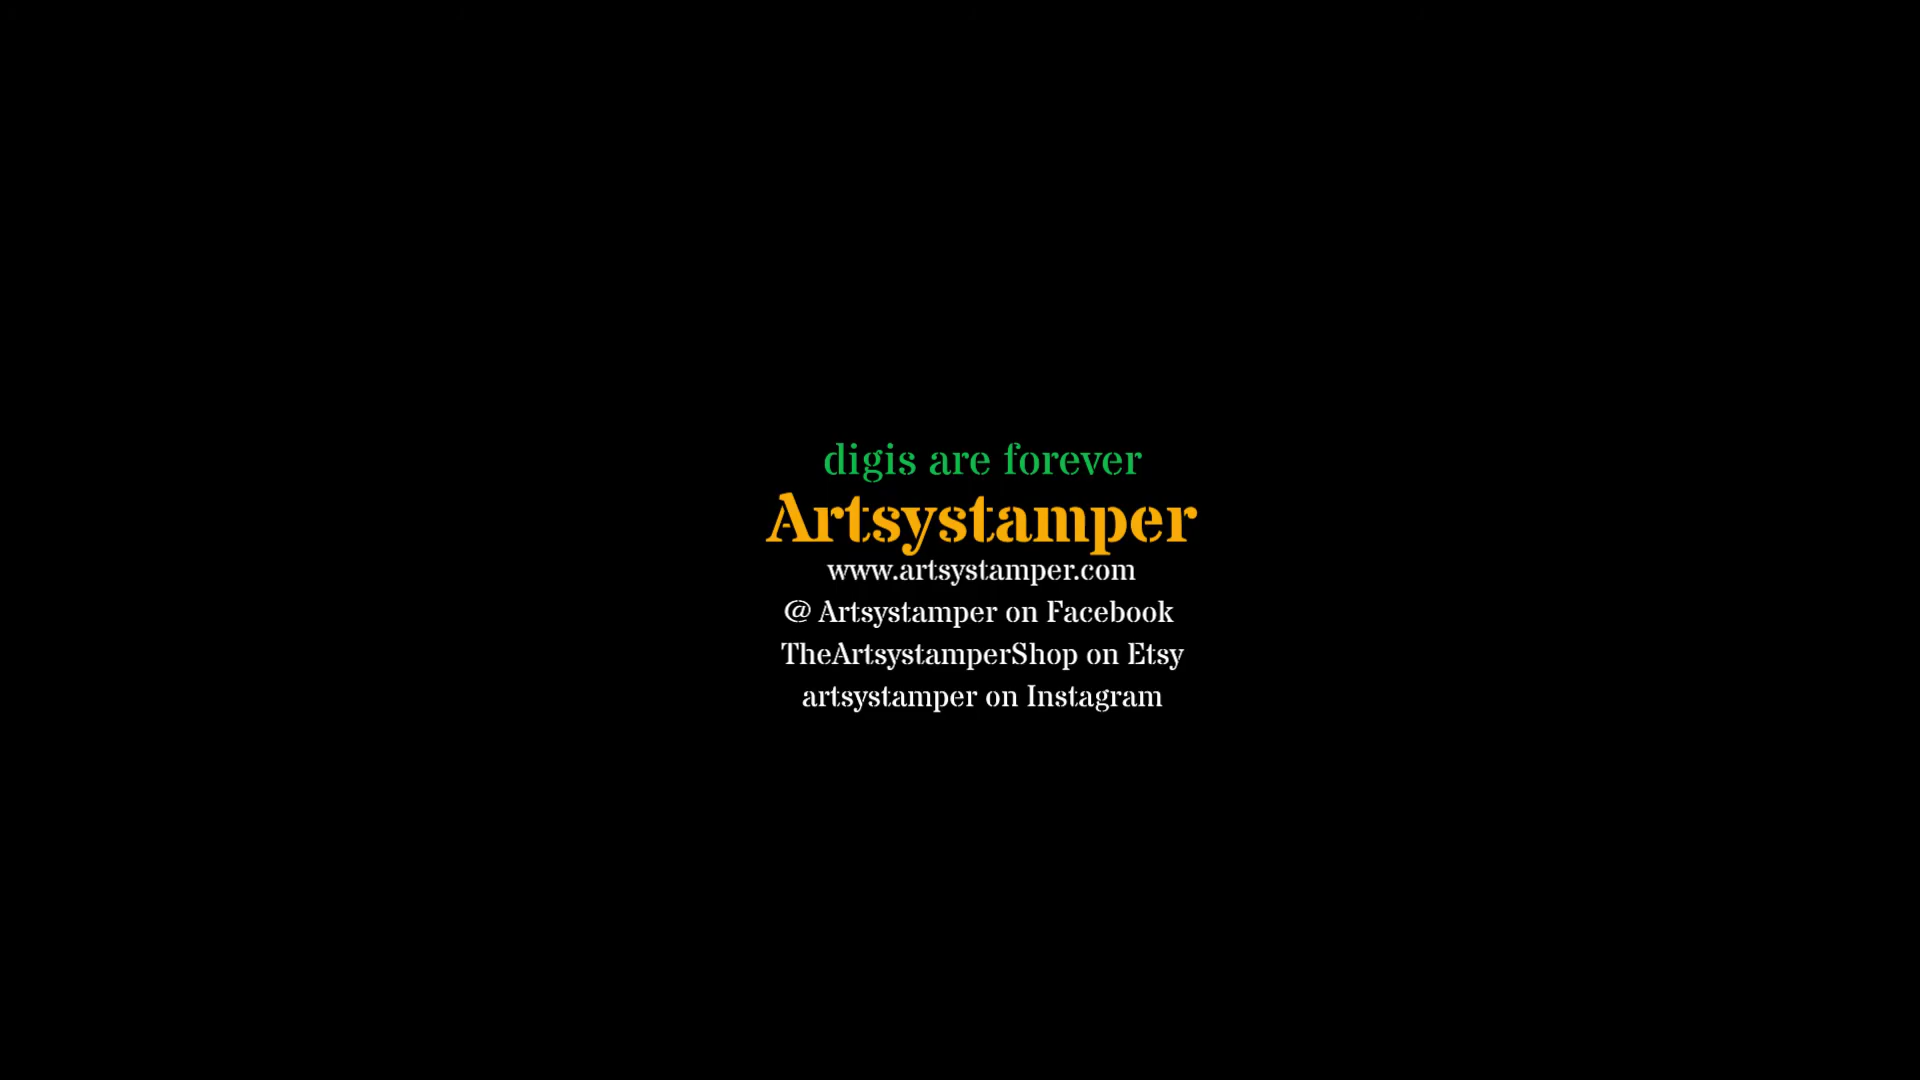 digis are forever
Artsystamper
www.artsystamper.com
@ Artsystamper on Facebook
TheArtsystamperShop on Etsy
artsystamper on Instagram